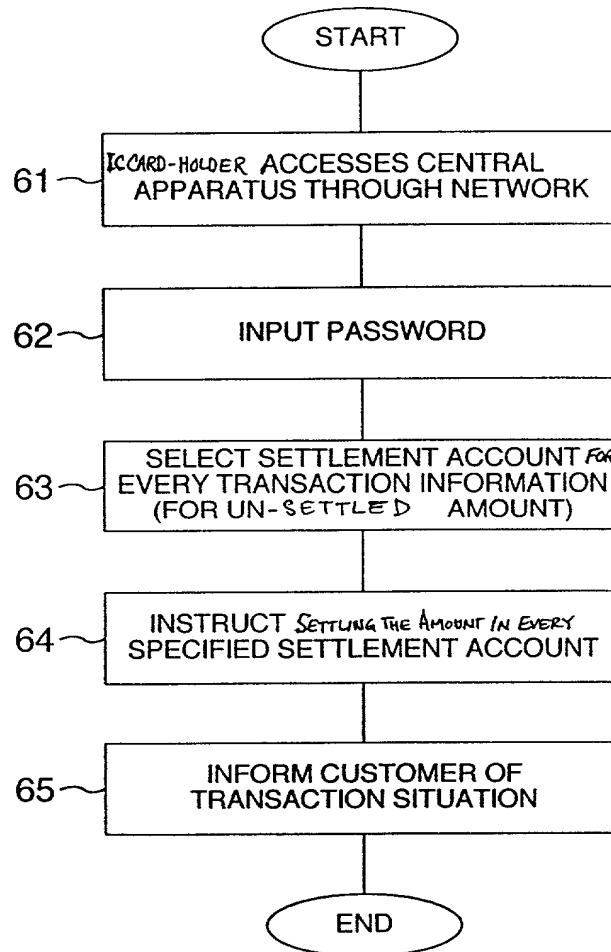 START
61
IC CARD-HOLDER ACCESSES CENTRAL
APPARATUS THROUGH NETWORK
62
INPUT PASSWORD
63
SELECT SETTLEMENT ACCOUNT FOR
EVERY TRANSACTION INFORMATION
(FOR UN-SETTLED AMOUNT)
64
INSTRUCT SETTLING THE AMOUNT IN EVERY
SPECIFIED SETTLEMENT ACCOUNT
65
INFORM CUSTOMER OF
TRANSACTION SITUATION
END